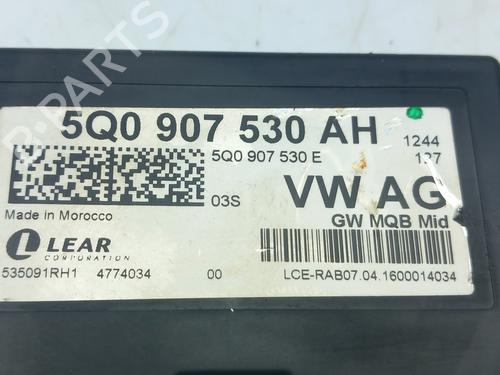 5Q0 907 530 AH 1244
5Q0 907 530 E 127
03S VW AG
Made in Morocco GW MQB Mid
LEAR
CORPORATION
535091RH1 4774034 00 LCE-RAB07.04.1600014034
B-PARTS